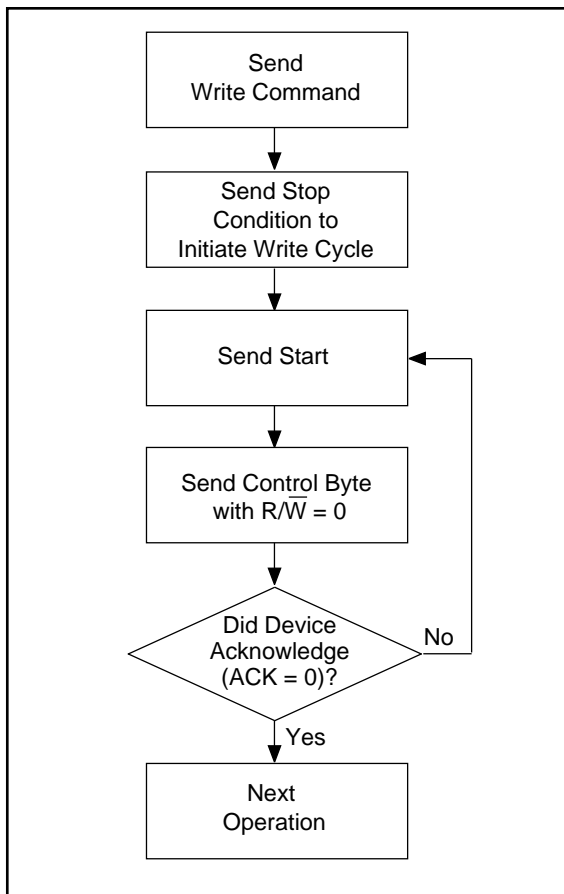 Send
Write Command
Send Stop
Condition to
Initiate Write Cycle
Send Start
Send Control Byte
with R/W̅ = 0
Did Device
Acknowledge
(ACK = 0)?
No
Yes
Next
Operation